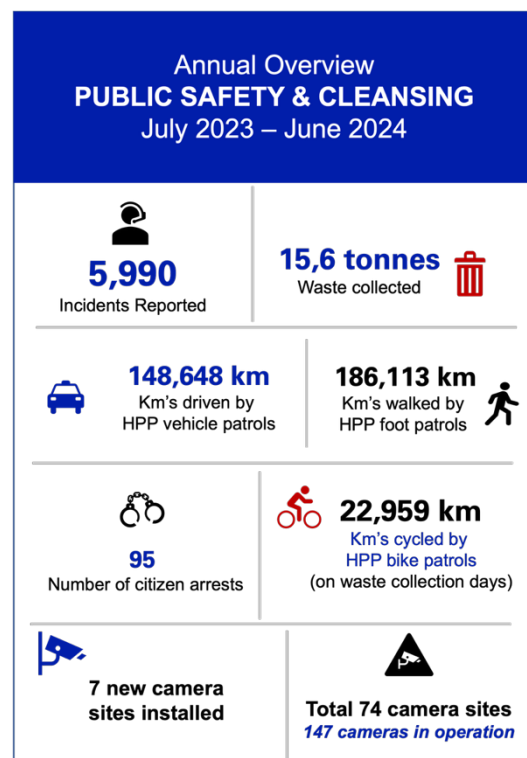 Annual Overview
PUBLIC SAFETY & CLEANSING
July 2023 – June 2024
5,990
Incidents Reported
15,6 tonnes
Waste collected
148,648 km
Km's driven by
HPP vehicle patrols
186,113 km
Km's walked by
HPP foot patrols
95
Number of citizen arrests
22,959 km
Km's cycled by
HPP bike patrols
(on waste collection days)
7 new camera
sites installed
Total 74 camera sites
147 cameras in operation